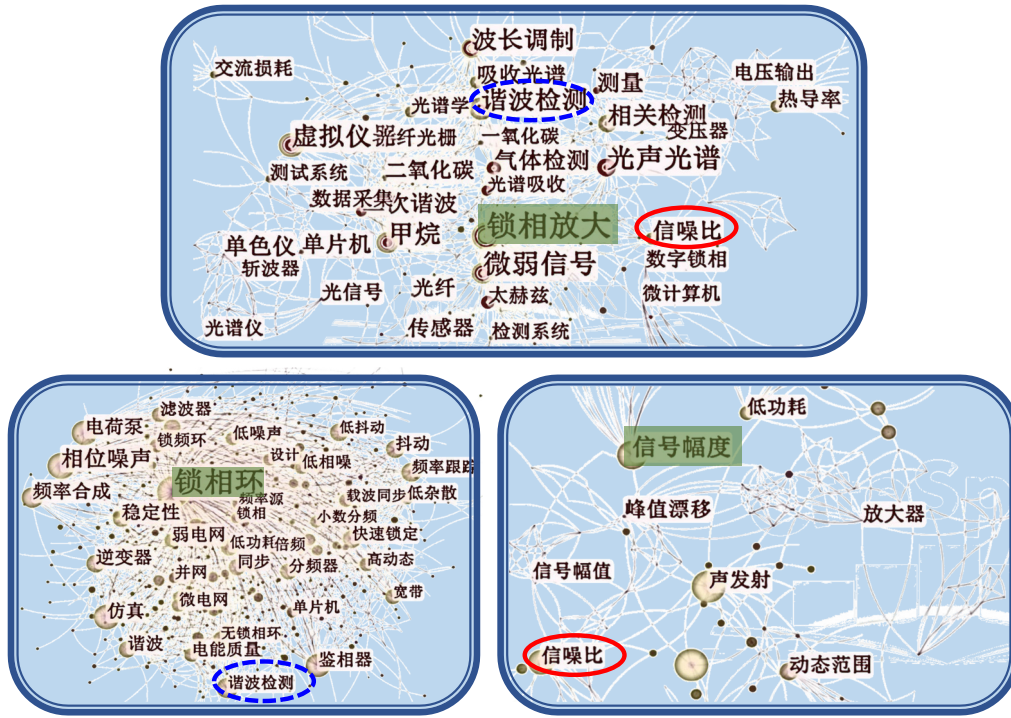 波长调制
交流损耗
吸收光谱
测量
电压输出
光谱学
谐波检测
热导率
相关检测
变压器
虚拟仪器
光纤光栅
一氧化碳
测试系统
二氧化碳
气体检测
光声光谱
数据采集
二次谐波
光谱吸收
单色仪
单片机
甲烷
锁相放大
信噪比
斩波器
微弱信号
数字锁相
光信号
光纤
太赫兹
微计算机
光谱仪
传感器
检测系统
滤波器
电荷泵
锁频环
低噪声
低抖动
抖动
相位噪声
设计
低相噪
频率跟踪
锁相环
频率合成
频率源
载波同步
低杂散
稳定性
锁相
小数分频
弱电网
低功耗
倍频
快速锁定
逆变器
并网
同步
分频器
高动态
微电网
宽带
仿真
单片机
谐波
无锁相环
电能质量
鉴相器
谐波检测
低功耗
信号幅度
峰值漂移
放大器
信号幅值
声发射
信噪比
动态范围